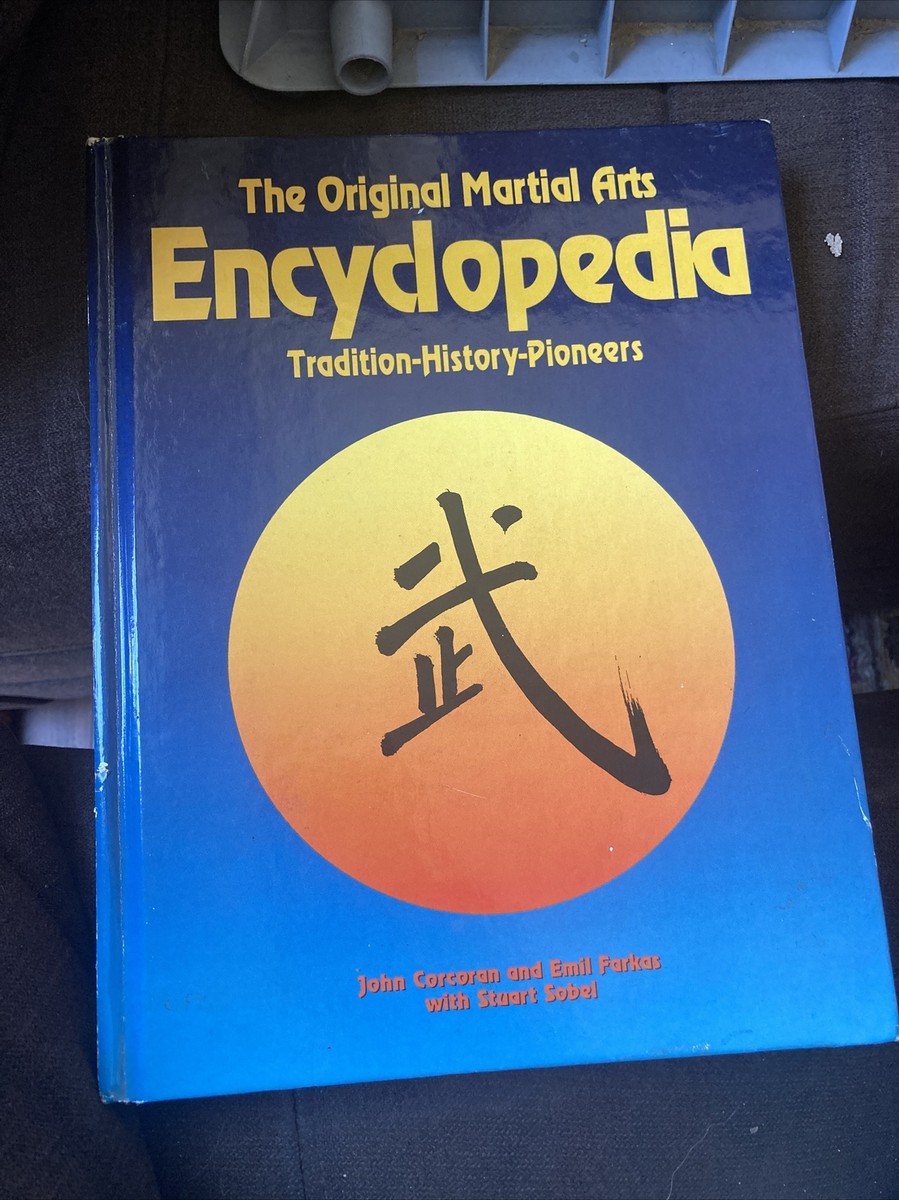 The Original Martial Arts
Encyclopedia
Tradition-History-Pioneers
武
John Corcoran and Emil Farkas
with Stuart Sobel